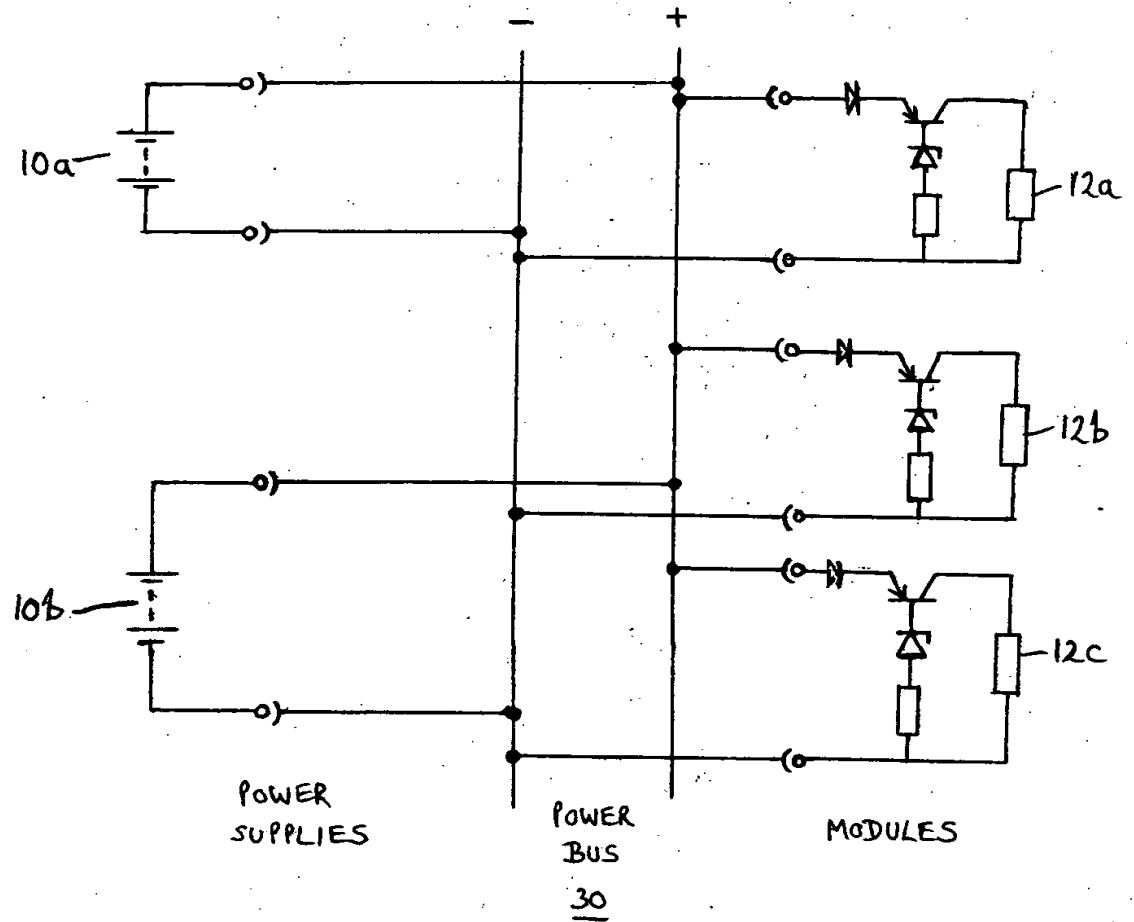 - +
10a
12a
12b
10b
12c
POWER
SUPPLIES
POWER
BUS
30
MODULES